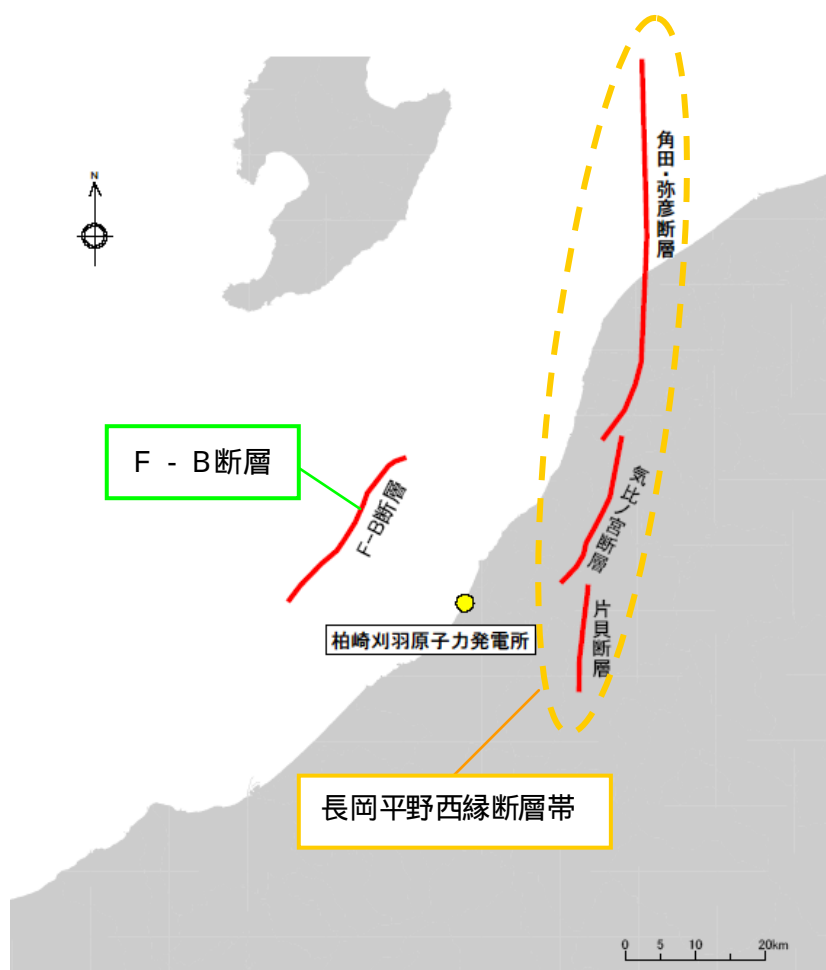 N
角田・弥彦断層
F - B断層
F-B断層
気比ノ宮断層
片貝断層
柏崎刈羽原子力発電所
長岡平野西縁断層帯
0 5 10 20km